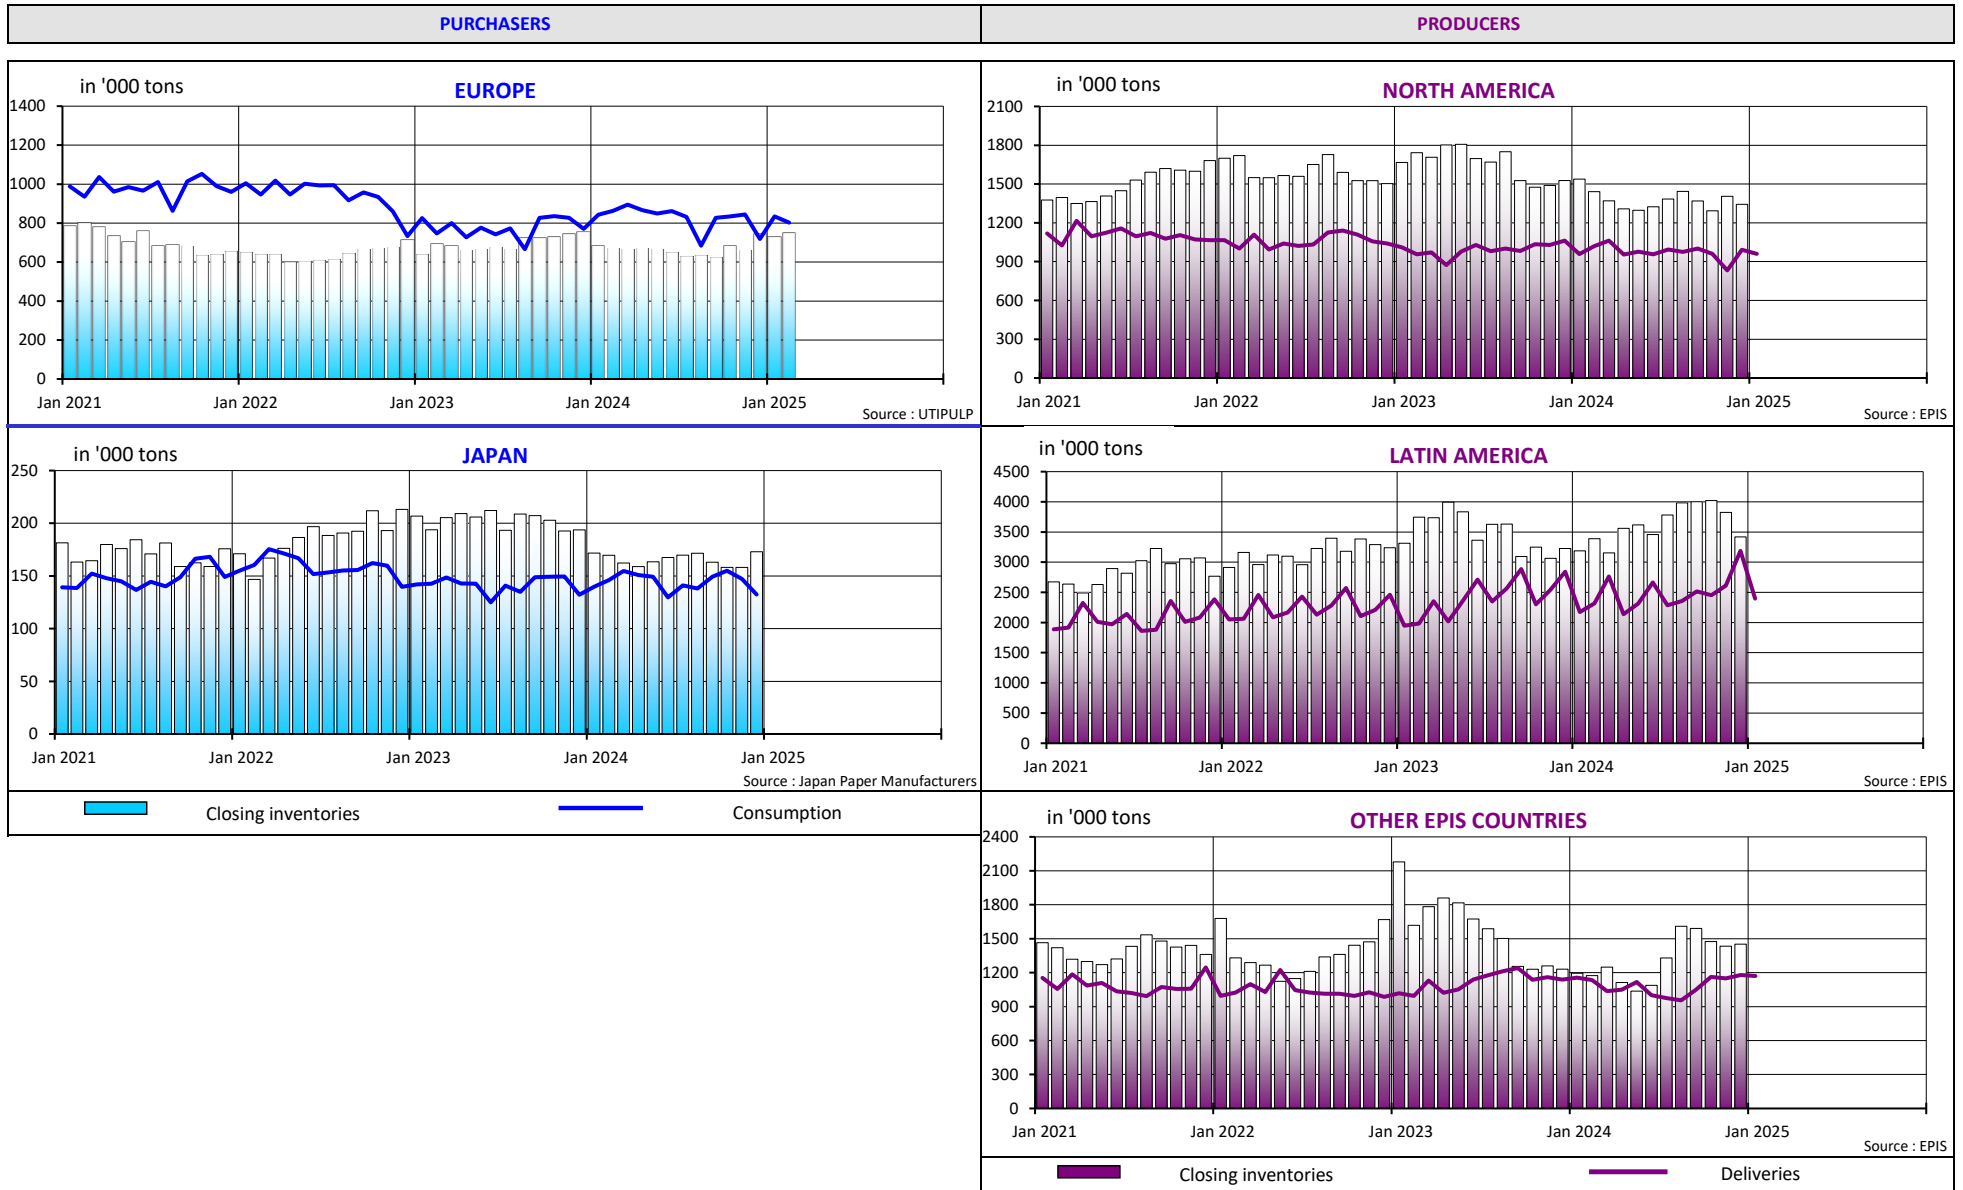 PURCHASERS
PRODUCERS
in '000 tons
EUROPE
1400
1200
1000
800
600
400
200
0
Jan 2021
Jan 2022
Jan 2023
Jan 2024
Jan 2025
Source : UTIPULP
in '000 tons
NORTH AMERICA
2100
1800
1500
1200
900
600
300
0
Jan 2021
Jan 2022
Jan 2023
Jan 2024
Jan 2025
Source : EPIS
in '000 tons
JAPAN
250
200
150
100
50
0
Jan 2021
Jan 2022
Jan 2023
Jan 2024
Jan 2025
Source : Japan Paper Manufacturers
Closing inventories
Consumption
in '000 tons
LATIN AMERICA
4500
4000
3500
3000
2500
2000
1500
1000
500
0
Jan 2021
Jan 2022
Jan 2023
Jan 2024
Jan 2025
Source : EPIS
in '000 tons
OTHER EPIS COUNTRIES
2400
2100
1800
1500
1200
900
600
300
0
Jan 2021
Jan 2022
Jan 2023
Jan 2024
Jan 2025
Source : EPIS
Closing inventories
Deliveries